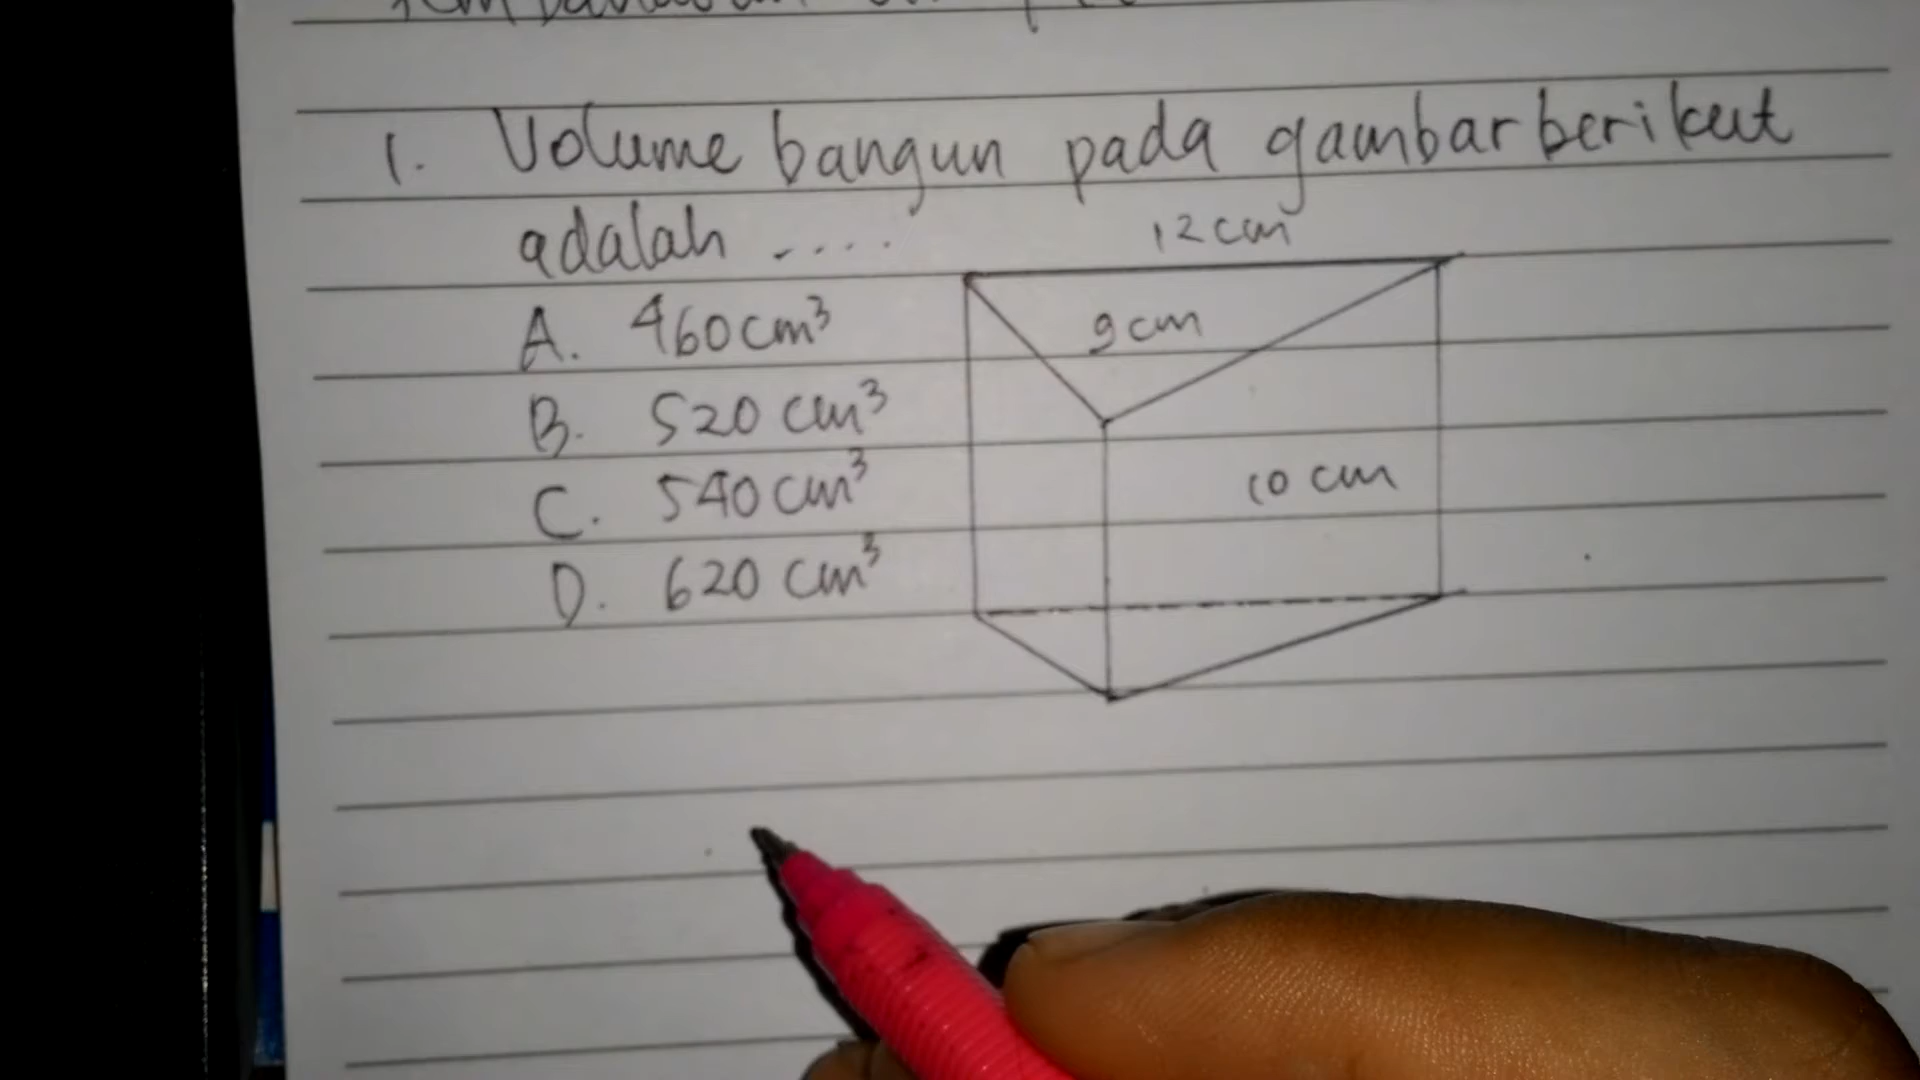 1. Volume bangun pada gambar berikut
adalah ....
12 cm
A. 460 cm³
9 cm
B. 520 cm³
C. 540 cm³
10 cm
D. 620 cm³